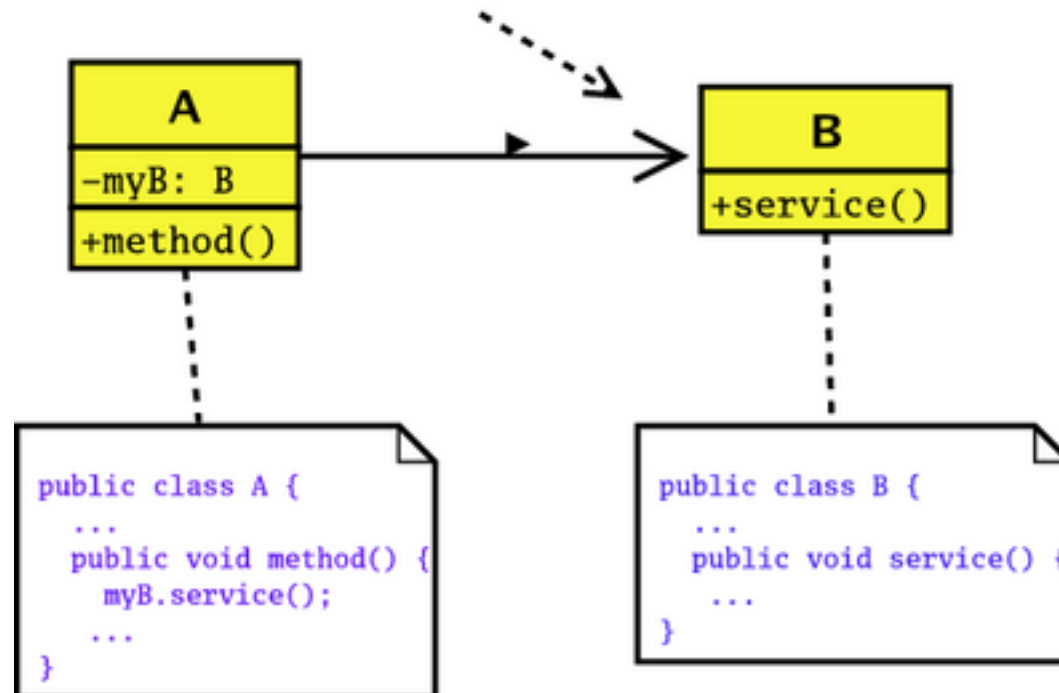 A
-myB: B
+method()
B
+service()
public class A {
...
public void method() {
myB.service();
...
}
public class B {
...
public void service() {
...
}